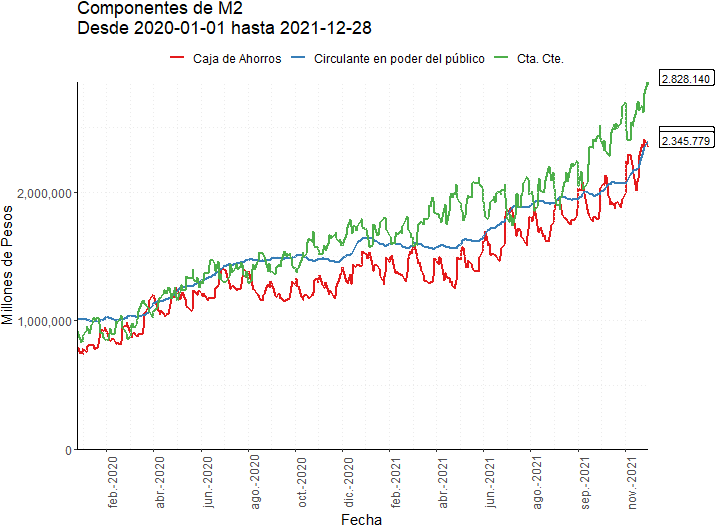 Componentes de M2
Desde 2020-01-01 hasta 2021-12-28
Caja de Ahorros Circulante en poder del público Cta. Cte.
2.828.140
2.345.779
2,000,000
1,000,000
0
Millones de Pesos
feb.-2020 abr.-2020 jun.-2020 ago.-2020 oct.-2020 dic.-2020 feb.-2021 abr.-2021 jun.-2021 ago.-2021 sep.-2021 nov.-2021
Fecha